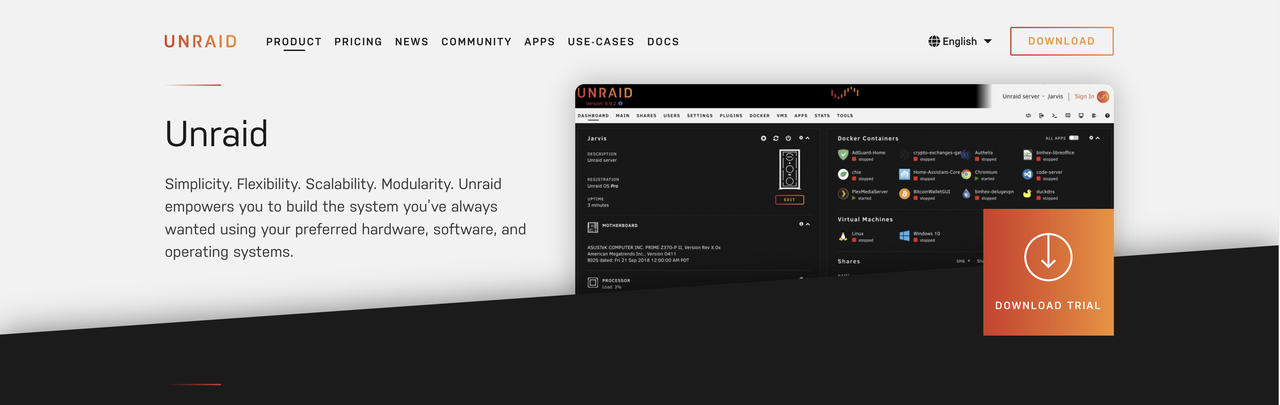 UNRAID PRODUCT PRICING NEWS COMMUNITY APPS USE-CASES DOCS English DOWNLOAD
Unraid
Simplicity. Flexibility. Scalability. Modularity. Unraid
empowers you to build the system you've always
wanted using your preferred hardware, software, and
operating systems.
UNRAID
Version: 6.9.2
Unraid server - Jarvis Sign In
DASHBOARD MAIN SHARES USERS SETTINGS PLUGINS DOCKER VMS APPS STATS TOOLS
Jarvis
DESCRIPTION
Unraid server
REGISTRATION
Unraid OS Pro
UPTIME
3 minutes
EDIT
MOTHERBOARD
ASUSTeK COMPUTER INC. PRIME Z370-P II, Version Rev X.0x
American Megatrends Inc., Version 0411
BIOS dated: Fri 21 Sep 2018 12:00:00 AM PDT
PROCESSOR
Load: 3%
Docker Containers ALL APPS
AdGuard-Home
stopped
crypto-exchanges-gat
stopped
Authelia
stopped
binhex-libreoffice
stopped
chia
stopped
Home-Assistant-Core
stopped
Chromium
started
code-server
stopped
PlexMediaServer
started
BitcoinWalletGUI
stopped
binhex-delugevpn
stopped
duckdns
stopped
Virtual Machines
Linux
stopped
Windows 10
stopped
Shares SMB
DOWNLOAD TRIAL